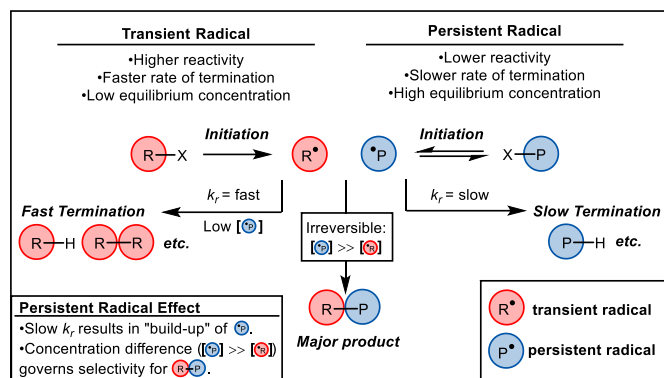 Transient Radical
•Higher reactivity
•Faster rate of termination
•Low equilibrium concentration
Persistent Radical
•Lower reactivity
•Slower rate of termination
•High equilibrium concentration
R—X
Initiation
R•
•P
Initiation
X—P
kr = fast
Low [•P]
Fast Termination
R—H R—R etc.
Irreversible:
[•P] >> [•R]
kr = slow
Slow Termination
P—H etc.
R—P
Major product
Persistent Radical Effect
•Slow kr results in "build-up" of •P.
•Concentration difference ([•P] >> [•R])
governs selectivity for R—P.
R• transient radical
P• persistent radical